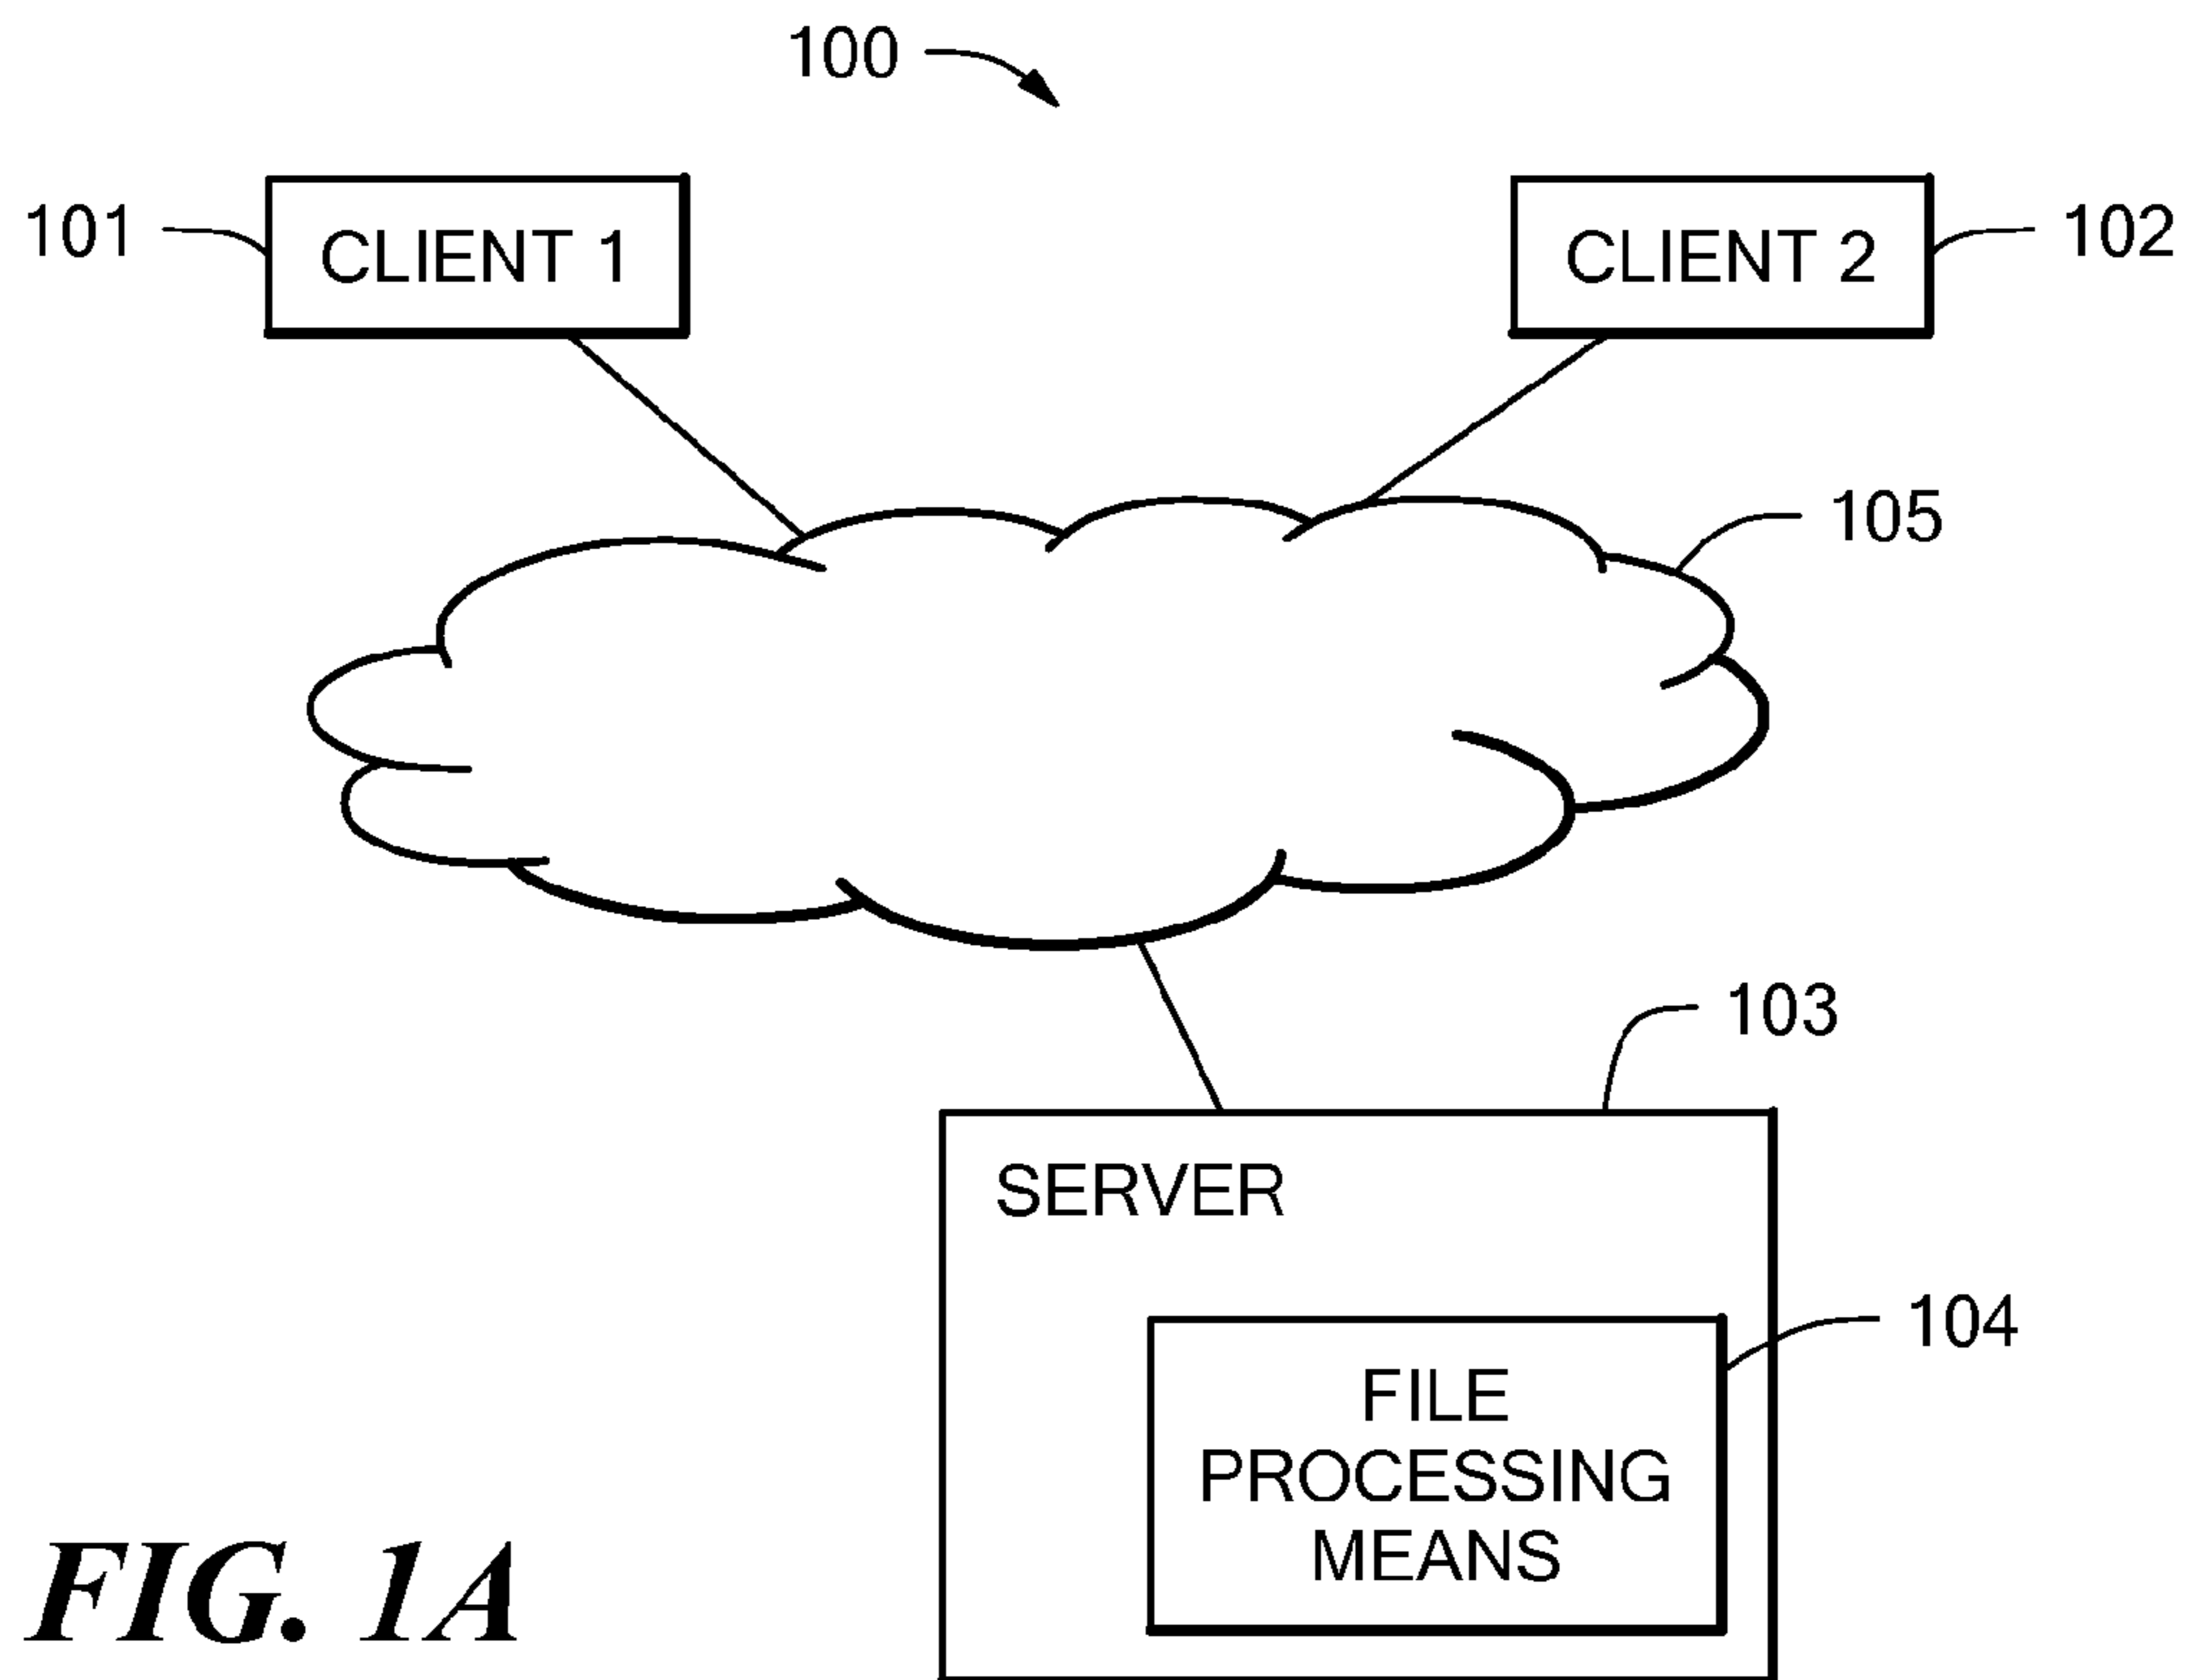 100
101
CLIENT 1
CLIENT 2
102
105
103
SERVER
104
FILE
PROCESSING
MEANS
FIG. 1A